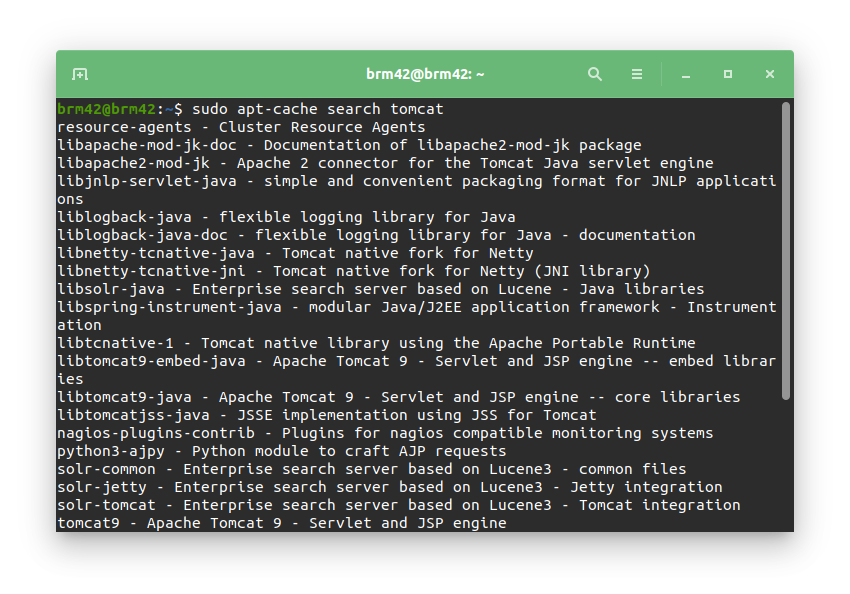 brm42@brm42: ~
brm42@brm42:~$ sudo apt-cache search tomcat
resource-agents - Cluster Resource Agents
libapache-mod-jk-doc - Documentation of libapache2-mod-jk package
libapache2-mod-jk - Apache 2 connector for the Tomcat Java servlet engine
libjnlp-servlet-java - simple and convenient packaging format for JNLP applicati
ons
liblogback-java - flexible logging library for Java
liblogback-java-doc - flexible logging library for Java - documentation
libnetty-tcnative-java - Tomcat native fork for Netty
libnetty-tcnative-jni - Tomcat native fork for Netty (JNI library)
libsolr-java - Enterprise search server based on Lucene - Java libraries
libspring-instrument-java - modular Java/J2EE application framework - Instrument
ation
libtcnative-1 - Tomcat native library using the Apache Portable Runtime
libtomcat9-embed-java - Apache Tomcat 9 - Servlet and JSP engine -- embed librar
ies
libtomcat9-java - Apache Tomcat 9 - Servlet and JSP engine -- core libraries
libtomcatjss-java - JSSE implementation using JSS for Tomcat
nagios-plugins-contrib - Plugins for nagios compatible monitoring systems
python3-ajpy - Python module to craft AJP requests
solr-common - Enterprise search server based on Lucene3 - common files
solr-jetty - Enterprise search server based on Lucene3 - Jetty integration
solr-tomcat - Enterprise search server based on Lucene3 - Tomcat integration
tomcat9 - Apache Tomcat 9 - Servlet and JSP engine